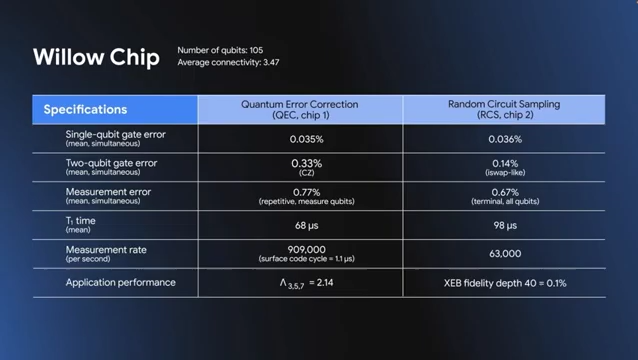 Willow Chip
Number of qubits: 105
Average connectivity: 3.47
Specifications
Quantum Error Correction
(QEC, chip 1)
Random Circuit Sampling
(RCS, chip 2)
Single-qubit gate error
(mean, simultaneous)
0.035%
0.036%
Two-qubit gate error
(mean, simultaneous)
0.33%
(CZ)
0.14%
(iswap-like)
Measurement error
(mean, simultaneous)
0.77%
(repetitive, measure qubits)
0.67%
(terminal, all qubits)
T₁ time
(mean)
68 µs
98 µs
Measurement rate
(per second)
909,000
(surface code cycle = 1.1 µs)
63,000
Application performance
Λ₃,₅,₇ = 2.14
XEB fidelity depth 40 = 0.1%